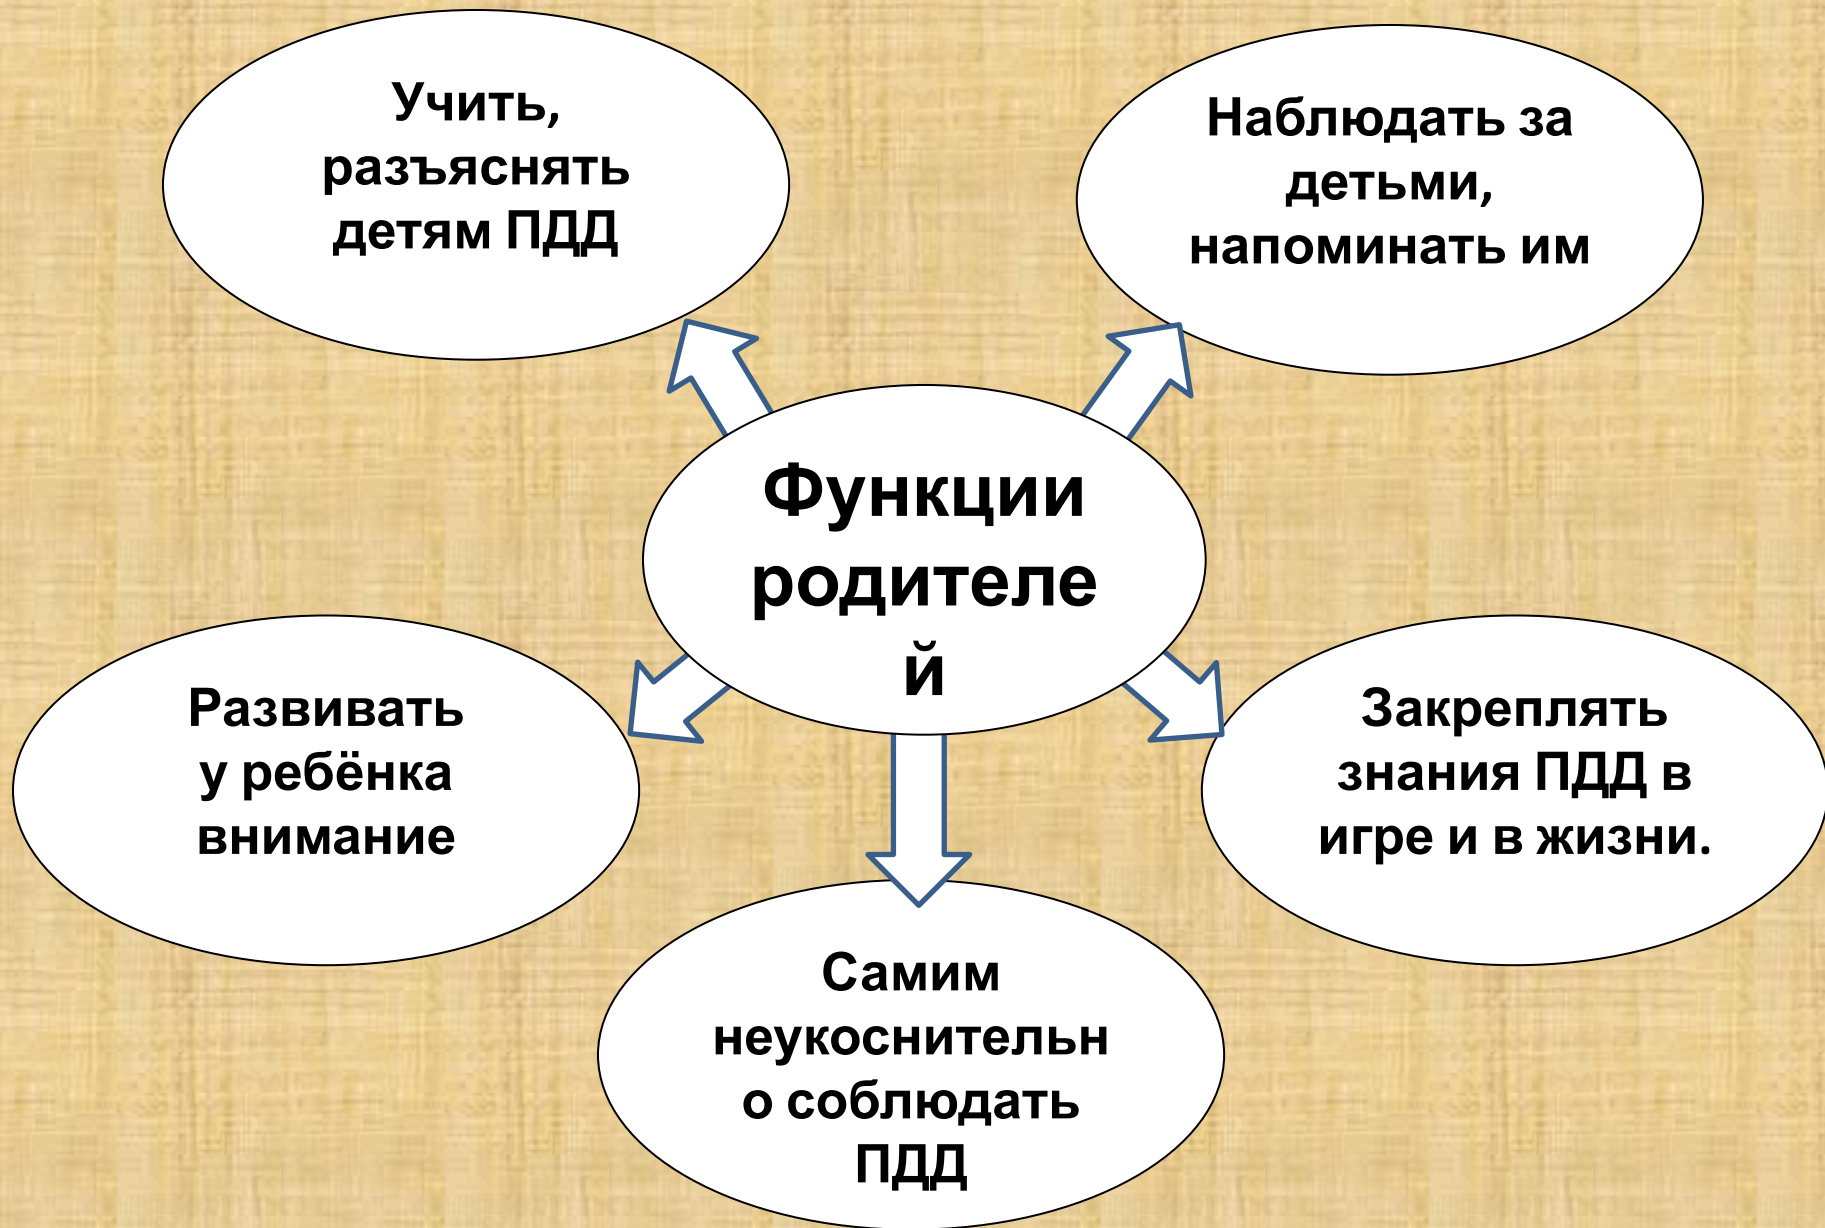 Учить,
разъяснять
детям ПДД
Наблюдать за
детьми,
напоминать им
Функции
родителе
й
Развивать
у ребёнка
внимание
Закреплять
знания ПДД в
игре и в жизни.
Самим
неукоснительн
о соблюдать
ПДД